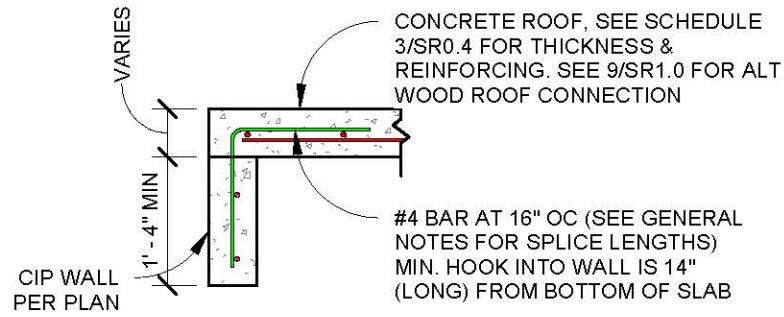 VARIES
CONCRETE ROOF, SEE SCHEDULE
3/SR0.4 FOR THICKNESS &
REINFORCING. SEE 9/SR1.0 FOR ALT
WOOD ROOF CONNECTION
1' - 4" MIN
#4 BAR AT 16" OC (SEE GENERAL
NOTES FOR SPLICE LENGTHS)
MIN. HOOK INTO WALL IS 14"
(LONG) FROM BOTTOM OF SLAB
CIP WALL
PER PLAN